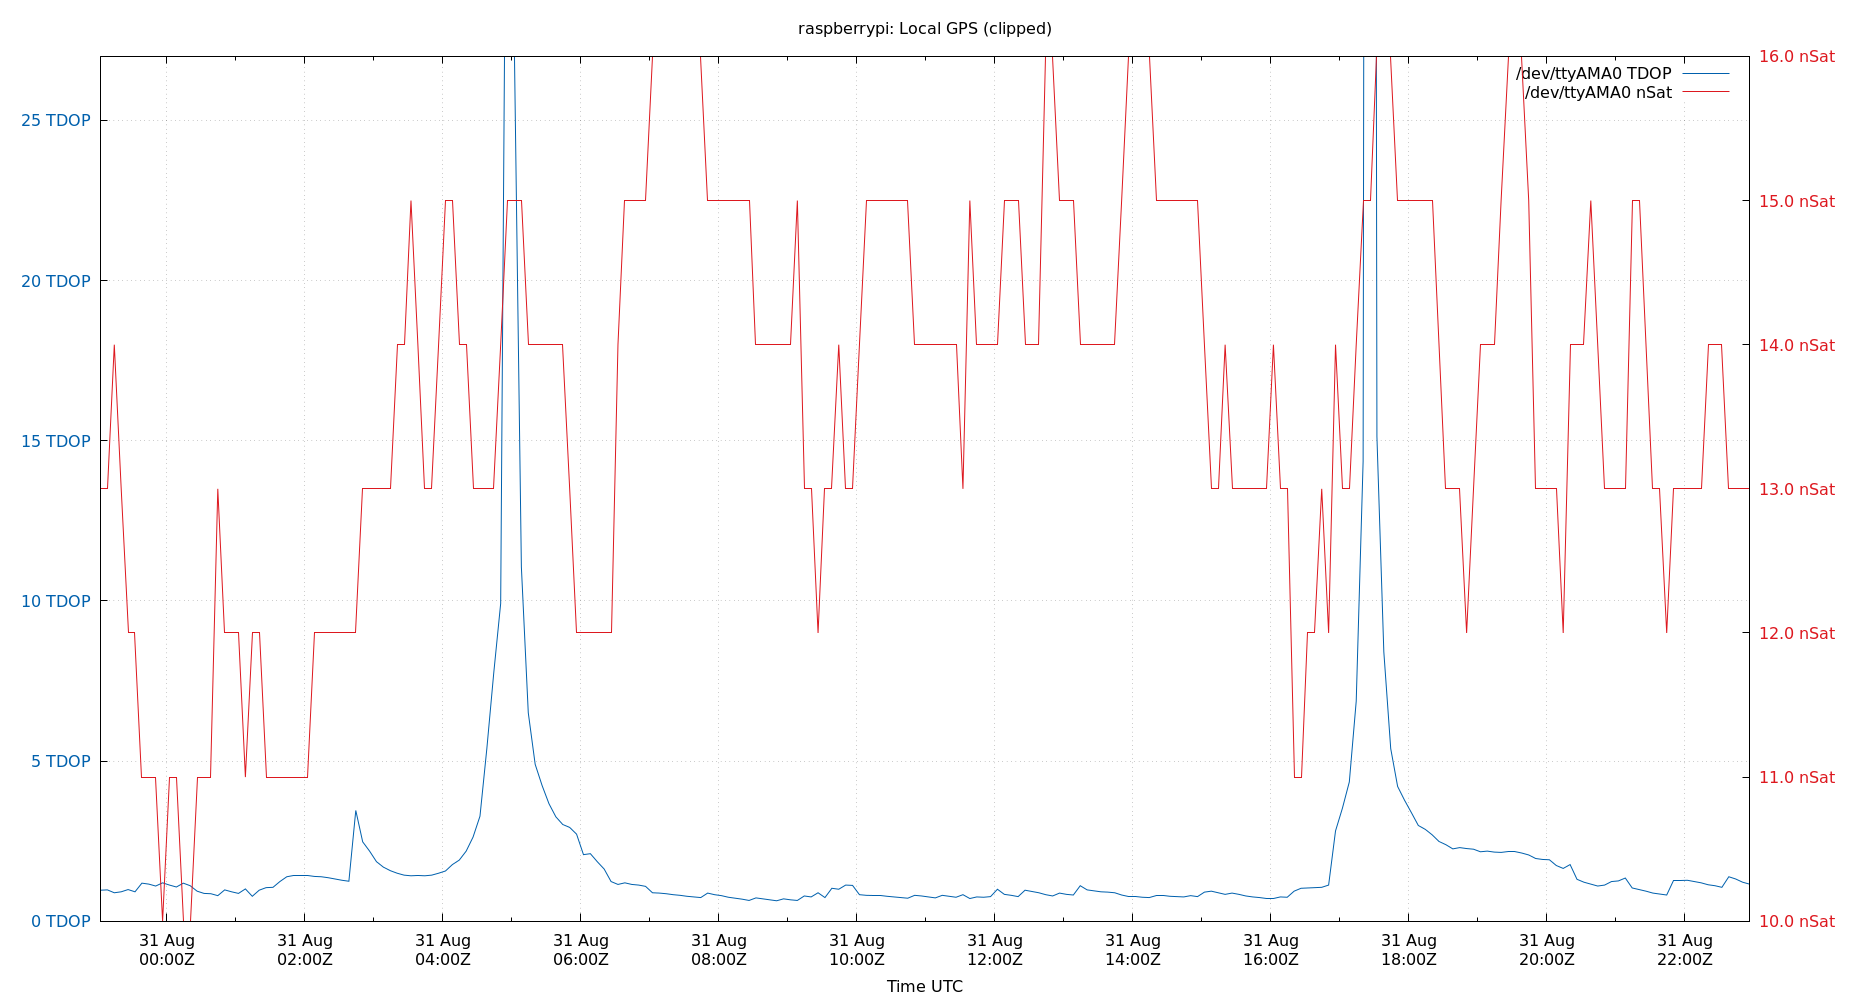 raspberrypi: Local GPS (clipped)
16.0 nSat
/dev/ttyAMA0 TDOP
/dev/ttyAMA0 nSat
25 TDOP
15.0 nSat
20 TDOP
14.0 nSat
15 TDOP
13.0 nSat
10 TDOP
12.0 nSat
5 TDOP
11.0 nSat
0 TDOP
10.0 nSat
31 Aug 31 Aug 31 Aug 31 Aug 31 Aug 31 Aug 31 Aug 31 Aug 31 Aug 31 Aug 31 Aug 31 Aug
00:00Z 02:00Z 04:00Z 06:00Z 08:00Z 10:00Z 12:00Z 14:00Z 16:00Z 18:00Z 20:00Z 22:00Z
Time UTC